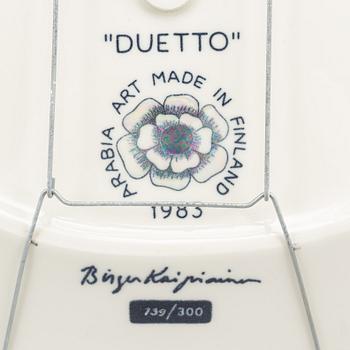 "DUETTO"
ARABIA ART MADE IN FINLAND
1983
Birger Kaipiainen
139/300